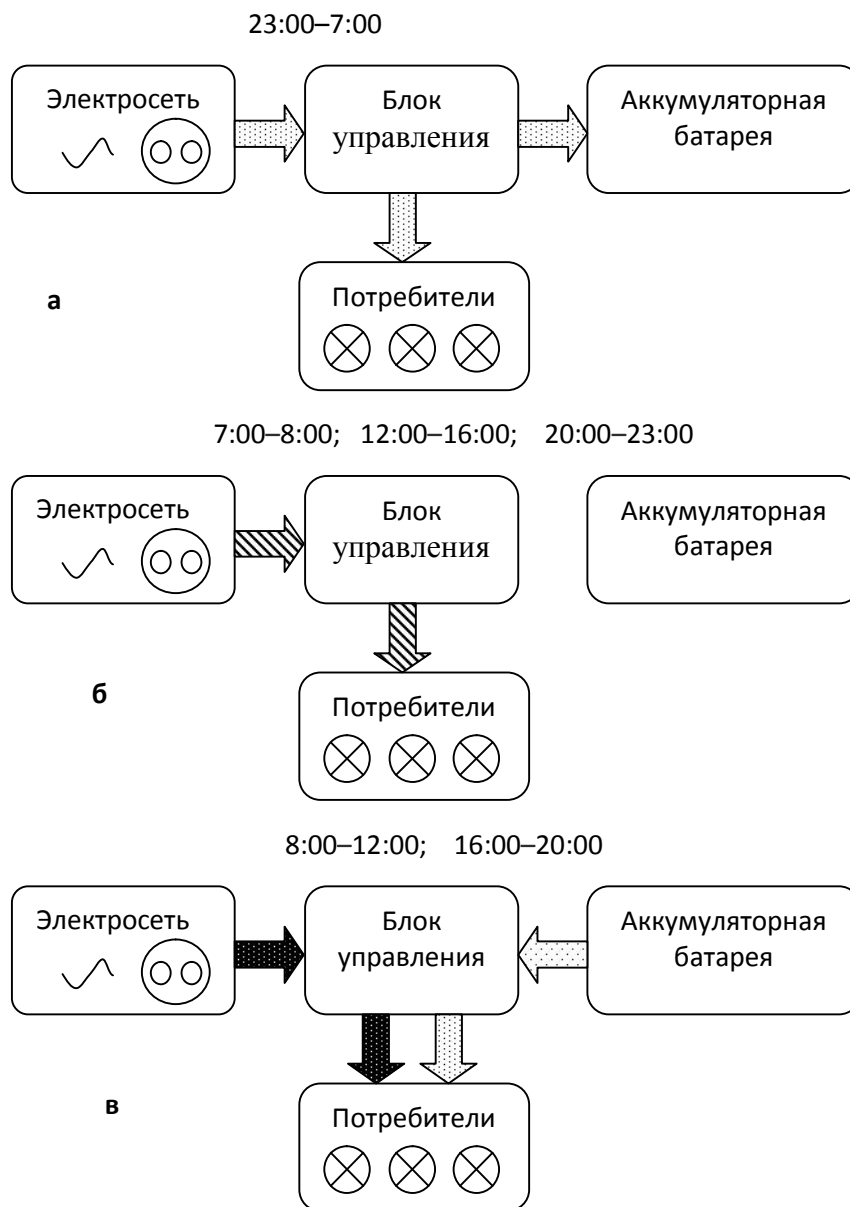 23:00–7:00
Электросеть
Блок
управления
Аккумуляторная
батарея
Потребители
а
7:00–8:00; 12:00–16:00; 20:00–23:00
Электросеть
Блок
управления
Аккумуляторная
батарея
Потребители
б
8:00–12:00; 16:00–20:00
Электросеть
Блок
управления
Аккумуляторная
батарея
Потребители
в